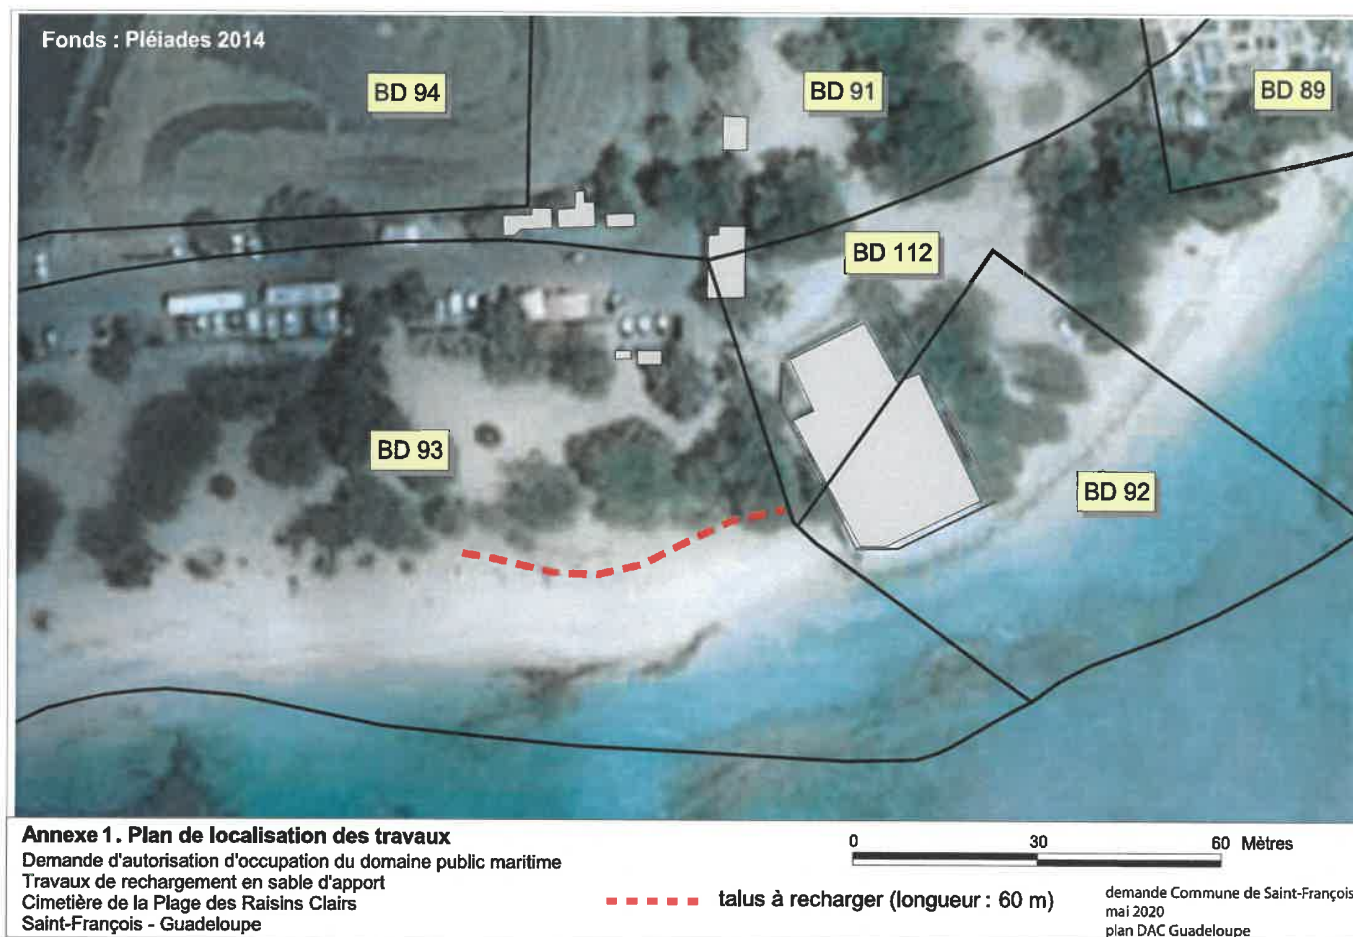 Fonds : Pléiades 2014
BD 94
BD 91
BD 89
BD 112
BD 93
BD 92
Annexe 1. Plan de localisation des travaux
Demande d'autorisation d'occupation du domaine public maritime
Travaux de rechargement en sable d'apport
Cimetière de la Plage des Raisins Clairs
Saint-François - Guadeloupe
0 30 60 Mètres
talus à recharger (longueur : 60 m)
demande Commune de Saint-François
mai 2020
plan DAC Guadeloupe